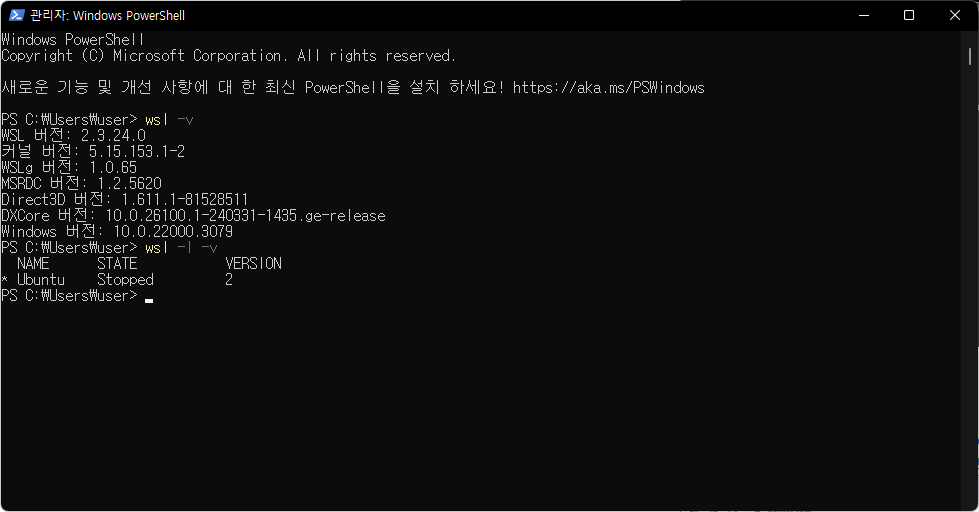 관리자: Windows PowerShell
Windows PowerShell
Copyright (C) Microsoft Corporation. All rights reserved.
새로운 기능 및 개선 사항에 대 한 최신 PowerShell을 설치 하세요! https://aka.ms/PSWindows
PS C:₩Users₩user> wsl -v
WSL 버전: 2.3.24.0
커널 버전: 5.15.153.1-2
WSLg 버전: 1.0.65
MSRDC 버전: 1.2.5620
Direct3D 버전: 1.611.1-81528511
DXCore 버전: 10.0.26100.1-240331-1435.ge-release
Windows 버전: 10.0.22000.3079
PS C:₩Users₩user> wsl -l -v
NAME STATE VERSION
* Ubuntu Stopped 2
PS C:₩Users₩user>